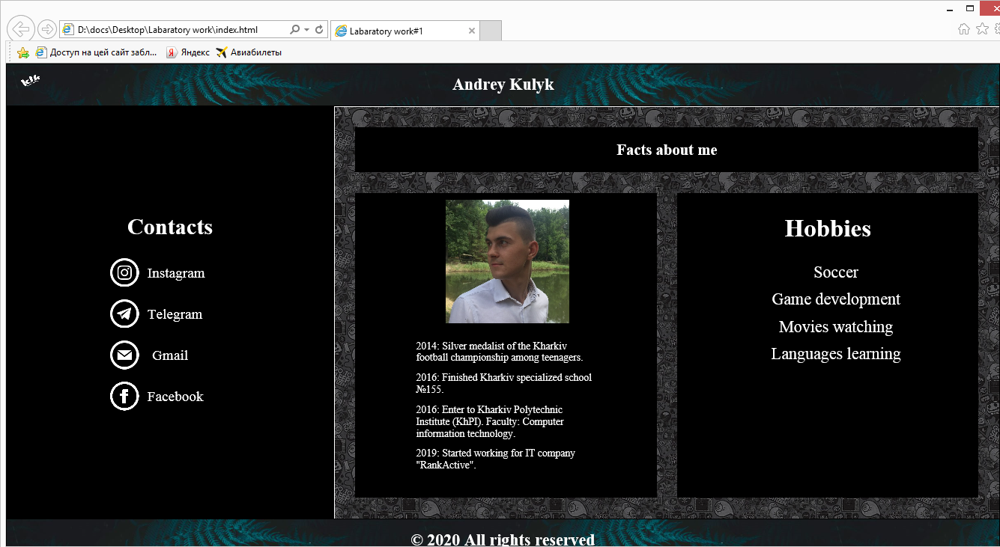 D:\docs\Desktop\Labaratory work\index.html
Labaratory work#1
Доступ на цей сайт забл...
Яндекс
Авиабилеты
klk
Andrey Kulyk
Contacts
Instagram
Telegram
Gmail
Facebook
Facts about me
2014: Silver medalist of the Kharkiv
football championship among teenagers.
2016: Finished Kharkiv specialized school
№155.
2016: Enter to Kharkiv Polytechnic
Institute (KhPI). Faculty: Computer
information technology.
2019: Started working for IT company
"RankActive".
Hobbies
Soccer
Game development
Movies watching
Languages learning
© 2020 All rights reserved